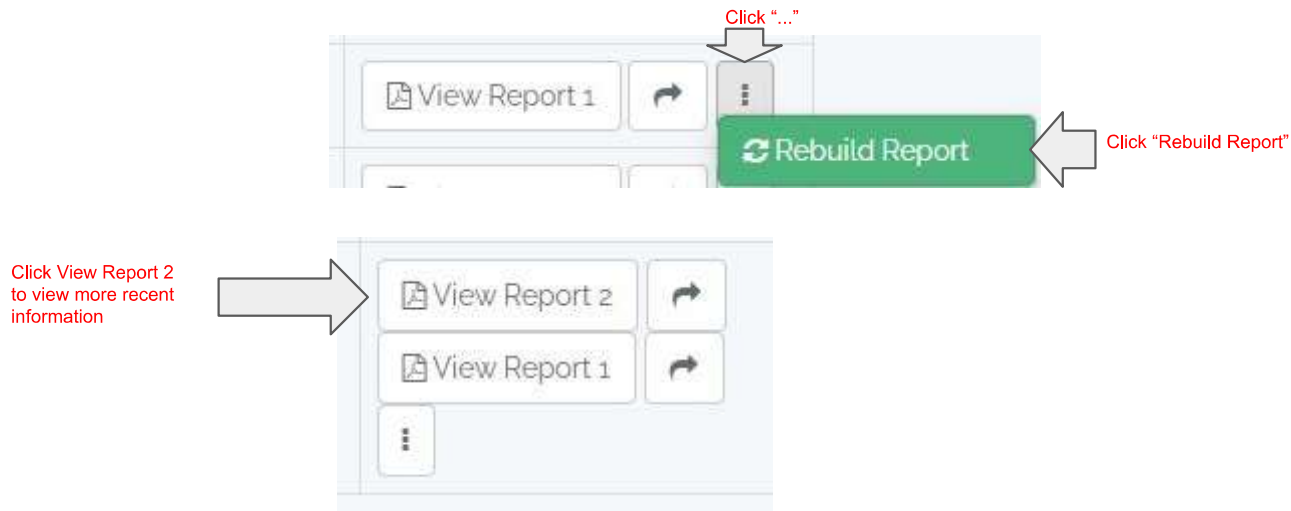 Click “...”
View Report 1
Rebuild Report
Click “Rebuild Report”
Click View Report 2
to view more recent
information
View Report 2
View Report 1